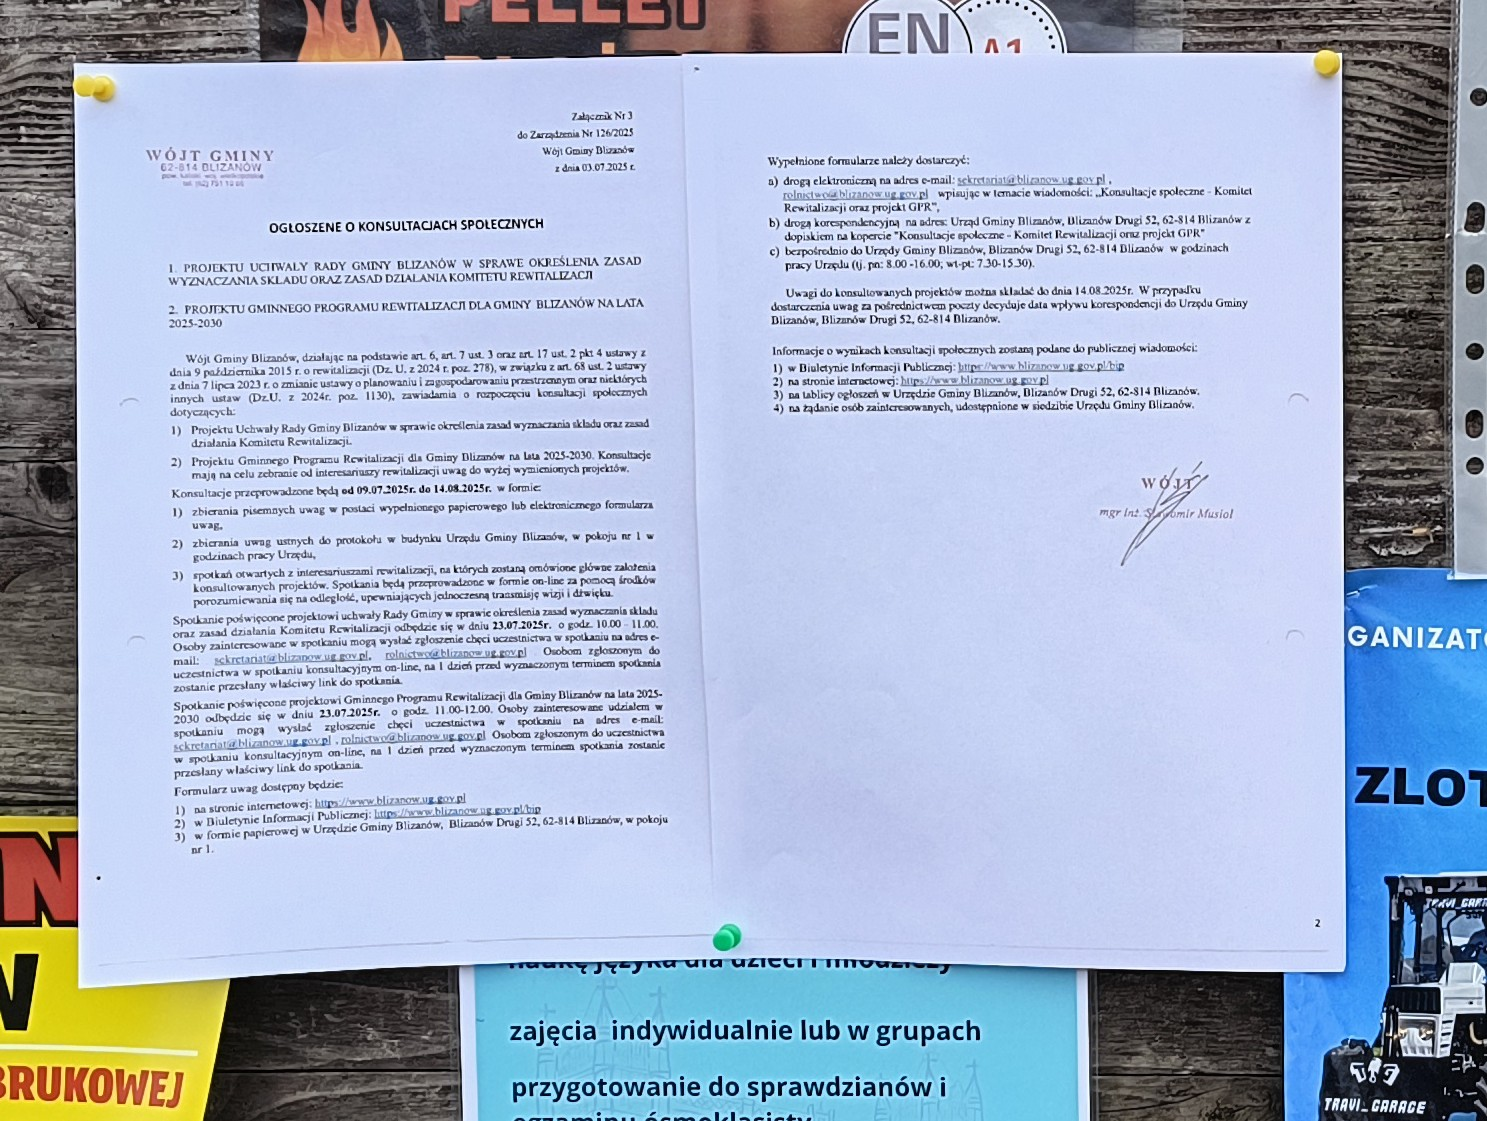 PELLET
EN
A1
Załącznik Nr 3
do Zarządzenia Nr 126/2025
Wójt Gminy Blizanów
z dnia 03.07.2025 r.
WÓJT GMINY
62-814 BLIZANÓW
OGŁOSZENE O KONSULTACJACH SPOŁECZNYCH
1. PROJEKTU UCHWAŁY RADY GMINY BLIZANÓW W SPRAWE OKREŚLENIA ZASAD
WYZNACZANIA SKŁADU ORAZ ZASAD DZIAŁANIA KOMITETU REWITALIZACJI
2. PROJEKTU GMINNEGO PROGRAMU REWITALIZACJI DLA GMINY BLIZANÓW NA LATA
2025-2030
Wójt Gminy Blizanów, działając na podstawie art. 6, art. 7 ust. 3 oraz art. 17 ust. 2 pkt 4 ustawy z
dnia 9 października 2015 r. o rewitalizacji (Dz. U. z 2024 r. poz. 278), w związku z art. 68 ust. 2 ustawy
z dnia 7 lipca 2023 r. o zmianie ustawy o planowaniu i zagospodarowaniu przestrzennym oraz niektórych
innych ustaw (Dz.U. z 2024r. poz. 1130), zawiadamia o rozpoczęciu konsultacji społecznych
dotyczących:
1) Projektu Uchwały Rady Gminy Blizanów w sprawie określenia zasad wyznaczania składu oraz zasad
działania Komitetu Rewitalizacji.
2) Projektu Gminnego Programu Rewitalizacji dla Gminy Blizanów na lata 2025-2030. Konsultacje
mają na celu zebranie od interesariuszy rewitalizacji uwag do wyżej wymienionych projektów.
Konsultacje przeprowadzone będą od 09.07.2025r. do 14.08.2025r. w formie:
1) zbierania pisemnych uwag w postaci wypełnionego papierowego lub elektronicznego formularza
uwag,
2) zbierania uwag ustnych do protokołu w budynku Urzędu Gminy Blizanów, w pokoju nr 1 w
godzinach pracy Urzędu,
3) spotkań otwartych z interesariuszami rewitalizacji, na których zostaną omówione główne założenia
konsultowanych projektów. Spotkania będą przeprowadzone w formie on-line za pomocą środków
porozumiewania się na odległość, upewniających jednoczesną transmisję wizji i dźwięku.
Spotkanie poświęcone projektowi uchwały Rady Gminy w sprawie określenia zasad wyznaczania składu
oraz zasad działania Komitetu Rewitalizacji odbędzie się w dniu 23.07.2025r. o godz. 10.00 - 11.00.
Osoby zainteresowane w spotkaniu mogą wysłać zgłoszenie chęci uczestnictwa w spotkaniu na adres e-
mail: sekretariat@blizanow.ug.gov.pl, rolnictwo@blizanow.ug.gov.pl Osobom zgłoszonym do
uczestnictwa w spotkaniu konsultacyjnym on-line, na 1 dzień przed wyznaczonym terminem spotkania
zostanie przesłany właściwy link do spotkania.
Spotkanie poświęcone projektowi Gminnego Programu Rewitalizacji dla Gminy Blizanów na lata 2025-
2030 odbędzie się w dniu 23.07.2025r. o godz. 11.00-12.00. Osoby zainteresowane udziałem w
spotkaniu mogą wysłać zgłoszenie chęci uczestnictwa w spotkaniu na adres e-mail:
sekretariat@blizanow.ug.gov.pl , rolnictwo@blizanow.ug.gov.pl Osobom zgłoszonym do uczestnictwa
w spotkaniu konsultacyjnym on-line, na 1 dzień przed wyznaczonym terminem spotkania zostanie
przesłany właściwy link do spotkania.
Formularz uwag dostępny będzie:
1) na stronie internetowej: https://www.blizanow.ug.gov.pl
2) w Biuletynie Informacji Publicznej: https://www.blizanow.ug.gov.pl/bip
3) w formie papierowej w Urzędzie Gminy Blizanów, Blizanów Drugi 52, 62-814 Blizanów, w pokoju
nr 1.
Wypełnione formularze należy dostarczyć:
a) drogą elektroniczną na adres e-mail: sekretariat@blizanow.ug.gov.pl ,
rolnictwo@blizanow.ug.gov.pl wpisując w temacie wiadomości: „Konsultacje społeczne - Komitet
Rewitalizacji oraz projekt GPR”,
b) drogą korespondencyjną na adres: Urząd Gminy Blizanów, Blizanów Drugi 52, 62-814 Blizanów z
dopiskiem na kopercie "Konsultacje społeczne - Komitet Rewitalizacji oraz projekt GPR"
c) bezpośrednio do Urzędy Gminy Blizanów, Blizanów Drugi 52, 62-814 Blizanów w godzinach
pracy Urzędu (tj. pn: 8.00 -16.00; wt-pt: 7.30-15.30).
Uwagi do konsultowanych projektów można składać do dnia 14.08.2025r. W przypadku
dostarczenia uwag za pośrednictwem poczty decyduje data wpływu korespondencji do Urzędu Gminy
Blizanów, Blizanów Drugi 52, 62-814 Blizanów.
Informacje o wynikach konsultacji społecznych zostaną podane do publicznej wiadomości:
1) w Biuletynie Informacji Publicznej: https://www.blizanow.ug.gov.pl/bip
2) na stronie internetowej: https://www.blizanow.ug.gov.pl
3) na tablicy ogłoszeń w Urzędzie Gminy Blizanów, Blizanów Drugi 52, 62-814 Blizanów.
4) na żądanie osób zainteresowanych, udostępnione w siedzibie Urzędu Gminy Blizanów.
WÓJT
mgr inż. Sławomir Musiol
2
GANIZATO
ZLOT
TRAVI_GARAGE
BRUKOWEJ
naukę języka dla dzieci i młodzieży
zajęcia indywidualnie lub w grupach
przygotowanie do sprawdzianów i
egzaminu ósmoklasisty